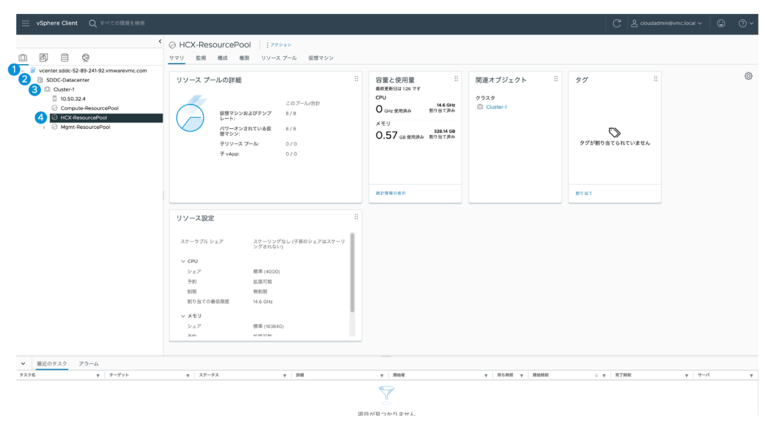 vSphere Client
すべての環境を検索
cloudadmin@vmc.local
HCX-ResourcePool
アクション
サマリ 監視 構成 権限 リソース プール 仮想マシン
1
vcenter.sddc-52-89-241-92.vmwarevmc.com
2
SDDC-Datacenter
3
Cluster-1
10.50.32.4
Compute-ResourcePool
4
HCX-ResourcePool
Mgmt-ResourcePool
リソース プールの詳細
このプール/合計
仮想マシンおよびテンプレート:
8 / 8
パワーオンされている仮想マシン:
8 / 8
子リソース プール:
0 / 0
子 vApp:
0 / 0
容量と使用量
最終更新日は 1:26 です
CPU
0 GHz 使用済み
14.6 GHz
割り当て済み
メモリ
0.57 GB 使用済み
328.14 GB
割り当て済み
統計情報の表示
関連オブジェクト
クラスタ
Cluster-1
タグ
タグが割り当てられていません
割り当て
リソース設定
スケーラブル シェア
スケーリングなし (子孫のシェアはスケーリングされない)
CPU
シェア
標準 (4000)
予約
拡張可能
制限
無制限
割り当ての最低限度
14.6 GHz
メモリ
シェア
標準 (163840)
最近のタスク アラーム
タスク名 ターゲット ステータス 詳細 開始者 待ち時間 開始時刻 完了時刻 サーバ
項目が見つかりません